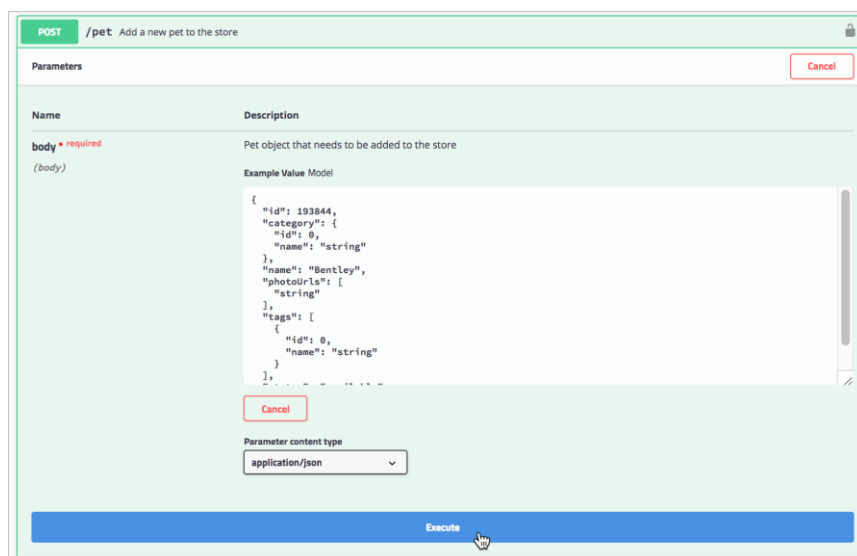 POST /pet Add a new pet to the store
Parameters Cancel
Name Description
body * required Pet object that needs to be added to the store
(body)
Example Value Model
{
"id": 193844,
"category": {
"id": 0,
"name": "string"
},
"name": "Bentley",
"photoUrls": [
"string"
],
"tags": [
{
"id": 0,
"name": "string"
}
],
Cancel
Parameter content type
application/json
Execute